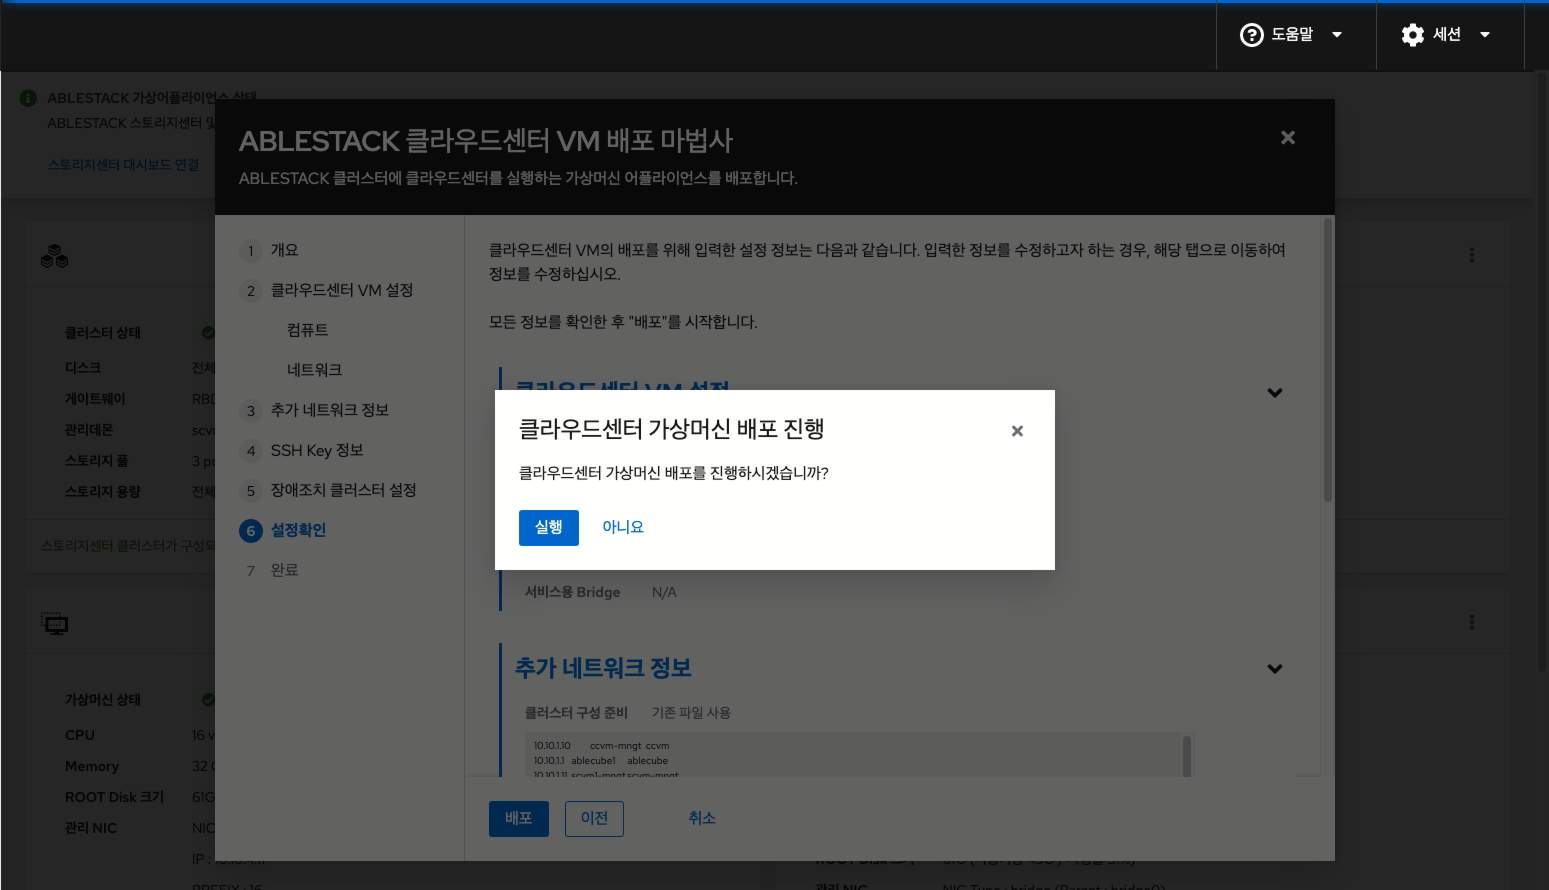 도움말
세션
ABLESTACK 가상어플라이언스 상태
ABLESTACK 스토리지센터 및
스토리지센터 대시보드 연결
ABLESTACK 클라우드센터 VM 배포 마법사
ABLESTACK 클러스터에 클라우드센터를 실행하는 가상머신 어플라이언스를 배포합니다.
클러스터 상태
디스크 전체
게이트웨이 RBD
관리데몬 scv
스토리지 풀 3 po
스토리지 용량 전체
스토리지센터 클러스터가 구성되
가상머신 상태
CPU 16 v
Memory 32 G
ROOT Disk 크기 61G
관리 NIC NIC
IP : 10.10.1.11
PREFIX : 16
1 개요
2 클라우드센터 VM 설정
컴퓨트
네트워크
3 추가 네트워크 정보
4 SSH Key 정보
5 장애조치 클러스터 설정
6 설정확인
7 완료
클라우드센터 VM의 배포를 위해 입력한 설정 정보는 다음과 같습니다. 입력한 정보를 수정하고자 하는 경우, 해당 탭으로 이동하여
정보를 수정하십시오.
모든 정보를 확인한 후 "배포"를 시작합니다.
클라우드센터 VM 설정
클라우드센터 가상머신 배포 진행
클라우드센터 가상머신 배포를 진행하시겠습니까?
실행 아니요
서비스용 Bridge N/A
추가 네트워크 정보
클러스터 구성 준비 기존 파일 사용
10.10.1.10 ccvm-mngt ccvm
10.10.1.1 ablecube1 ablecube
10.10.1.11 scvm1-mngt scvm-mngt
배포 이전 취소
ROOT Disk 크기
관리 NIC NIC Type : bridge (Parent : bridge0)